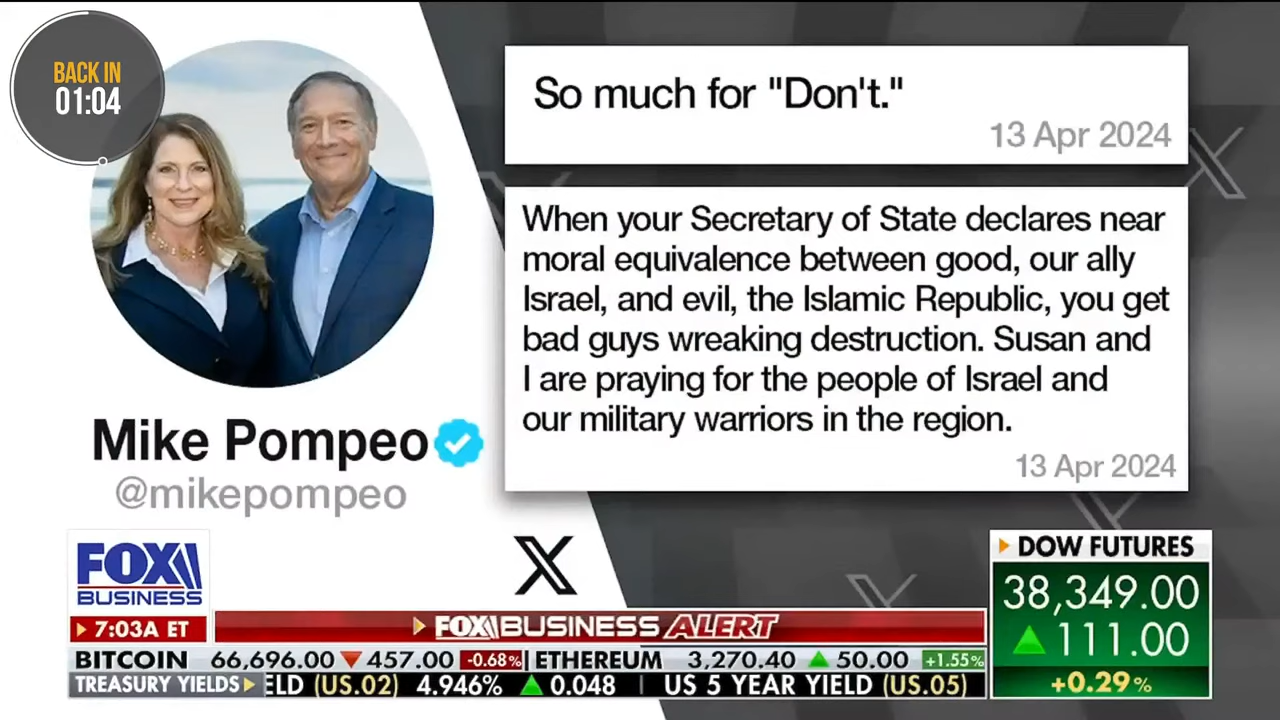 BACK IN
01:04
So much for "Don't."
13 Apr 2024
When your Secretary of State declares near
moral equivalence between good, our ally
Israel, and evil, the Islamic Republic, you get
bad guys wreaking destruction. Susan and
I are praying for the people of Israel and
our military warriors in the region.
13 Apr 2024
Mike Pompeo
@mikepompeo
FOX
BUSINESS
7:03A ET
FOX BUSINESS ALERT
BITCOIN 66,696.00 457.00 -0.68% ETHEREUM 3,270.40 50.00 +1.55%
TREASURY YIELDS ELD (US.02) 4.946% 0.048 US 5 YEAR YIELD (US.05)
DOW FUTURES
38,349.00
111.00
+0.29%